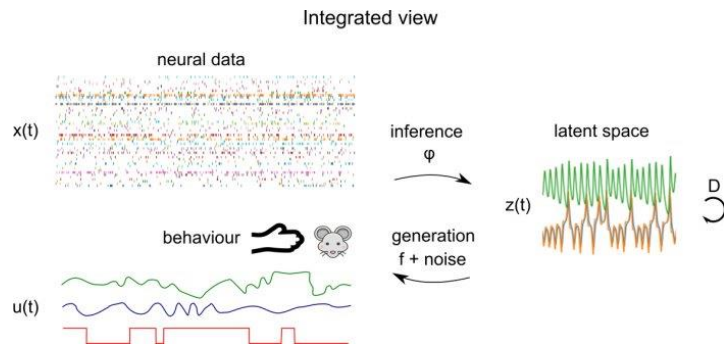 Integrated view
neural data
x(t)
inference
φ
latent space
z(t)
D
behaviour
generation
f + noise
u(t)